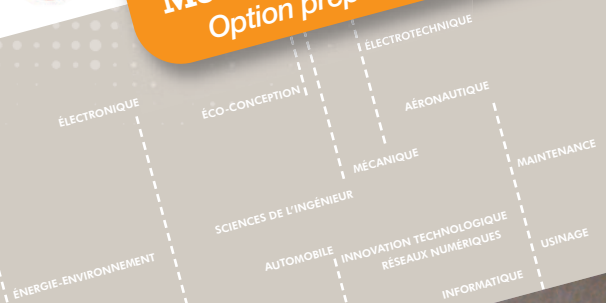 Option
ÉLECTROTECHNIQUE
ÉLECTRONIQUE
ÉCO-CONCEPTION
AÉRONAUTIQUE
MÉCANIQUE
MAINTENANCE
SCIENCES DE L'INGÉNIEUR
INNOVATION TECHNOLOGIQUE
RÉSEAUX NUMÉRIQUES
AUTOMOBILE
USINAGE
ÉNERGIE-ENVIRONNEMENT
INFORMATIQUE